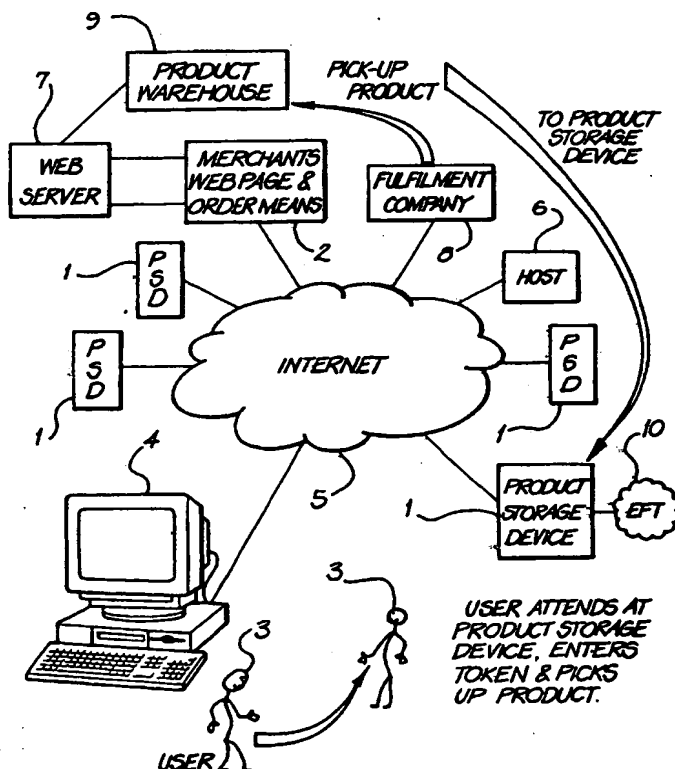 9
PRODUCT
WAREHOUSE
PICK-UP
PRODUCT
TO PRODUCT
STORAGE
DEVICE
7
WEB
SERVER
MERCHANTS
WEB PAGE &
ORDER MEANS
2
FULFILMENT
COMPANY
8
6
HOST
1
P
S
D
1
P
S
D
INTERNET
5
P
S
D
1
10
1
PRODUCT
STORAGE
DEVICE
EFT
4
3
3
USER
USER ATTENDS AT
PRODUCT STORAGE
DEVICE, ENTERS
TOKEN & PICKS
UP PRODUCT.